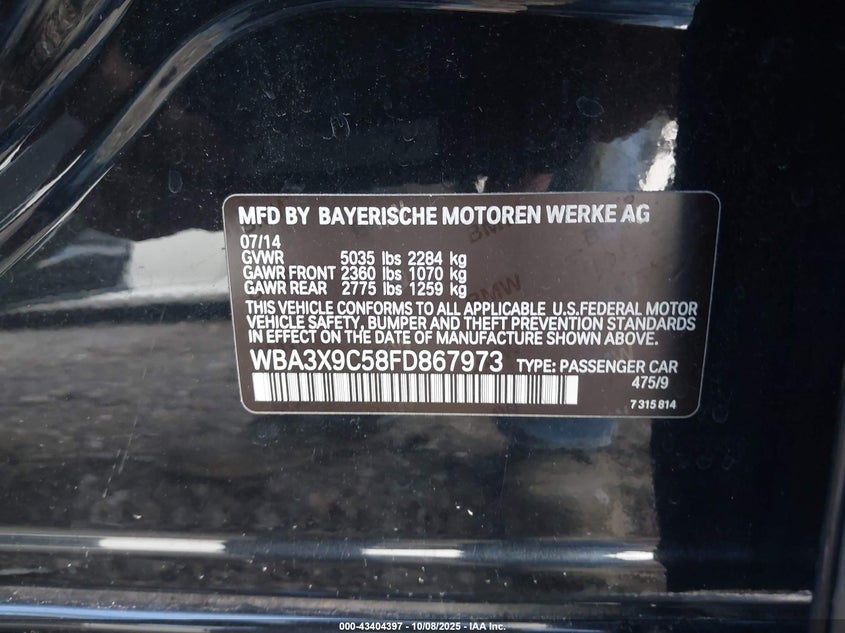 MFD BY BAYERISCHE MOTOREN WERKE AG
07/14
GVWR 5035 lbs 2284 kg
GAWR FRONT 2360 lbs 1070 kg
GAWR REAR 2775 lbs 1259 kg
THIS VEHICLE CONFORMS TO ALL APPLICABLE U.S.FEDERAL MOTOR
VEHICLE SAFETY, BUMPER AND THEFT PREVENTION STANDARDS
IN EFFECT ON THE DATE OF MANUFACTURE SHOWN ABOVE.
WBA3X9C58FD867973 TYPE: PASSENGER CAR
475/9
7 315 814
000-43404397 - 10/08/2025 - IAA Inc.